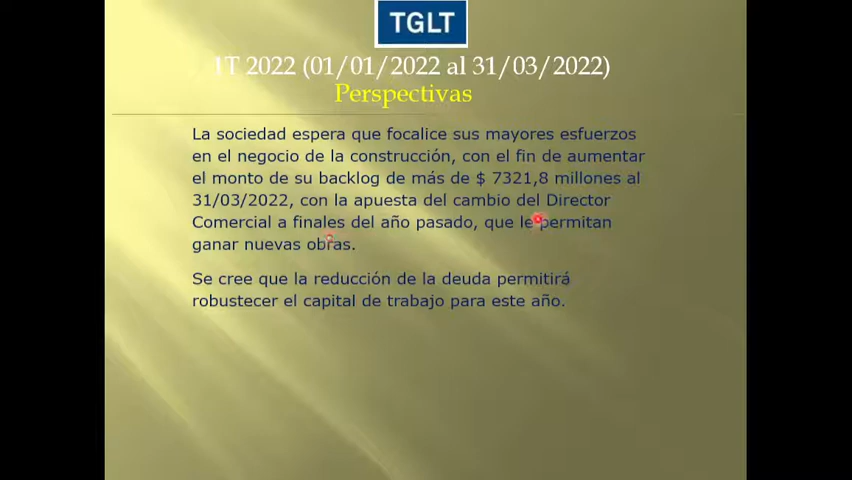 TGLT
1T 2022 (01/01/2022 al 31/03/2022)
Perspectivas
La sociedad espera que focalice sus mayores esfuerzos
en el negocio de la construcción, con el fin de aumentar
el monto de su backlog de más de $ 7321,8 millones al
31/03/2022, con la apuesta del cambio del Director
Comercial a finales del año pasado, que le permitan
ganar nuevas obras.
Se cree que la reducción de la deuda permitirá
robustecer el capital de trabajo para este año.